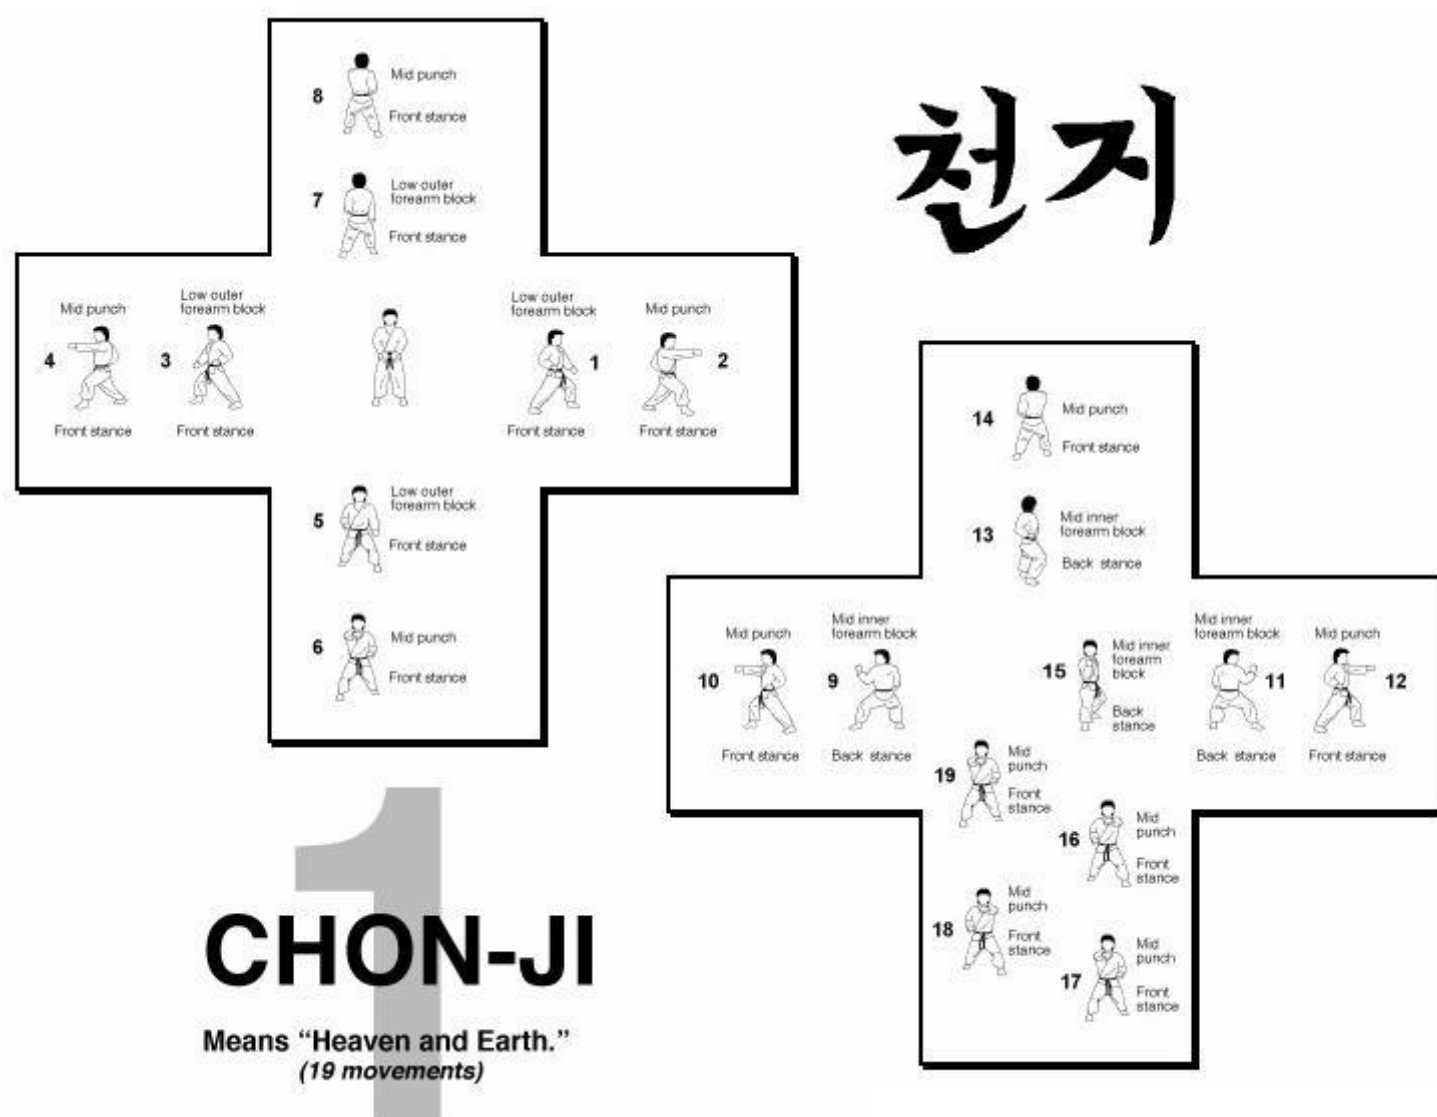 8
Mid punch
Front stance
7
Low outer
forearm block
Front stance
4
Mid punch
Front stance
3
Low outer
forearm block
Front stance
Low outer
forearm block
1
Front stance
Mid punch
2
Front stance
5
Low outer
forearm block
Front stance
6
Mid punch
Front stance
1
CHON-JI
Means “Heaven and Earth.”
(19 movements)
천지
14
Mid punch
Front stance
13
Mid inner
forearm block
Back stance
Mid punch
10
Front stance
Mid inner
forearm block
9
Back stance
15
Mid inner
forearm
block
Back
stance
Mid inner
forearm block
11
Back stance
Mid punch
12
Front stance
19
Mid
punch
Front
stance
16
Mid
punch
Front
stance
18
Mid
punch
Front
stance
17
Mid
punch
Front
stance